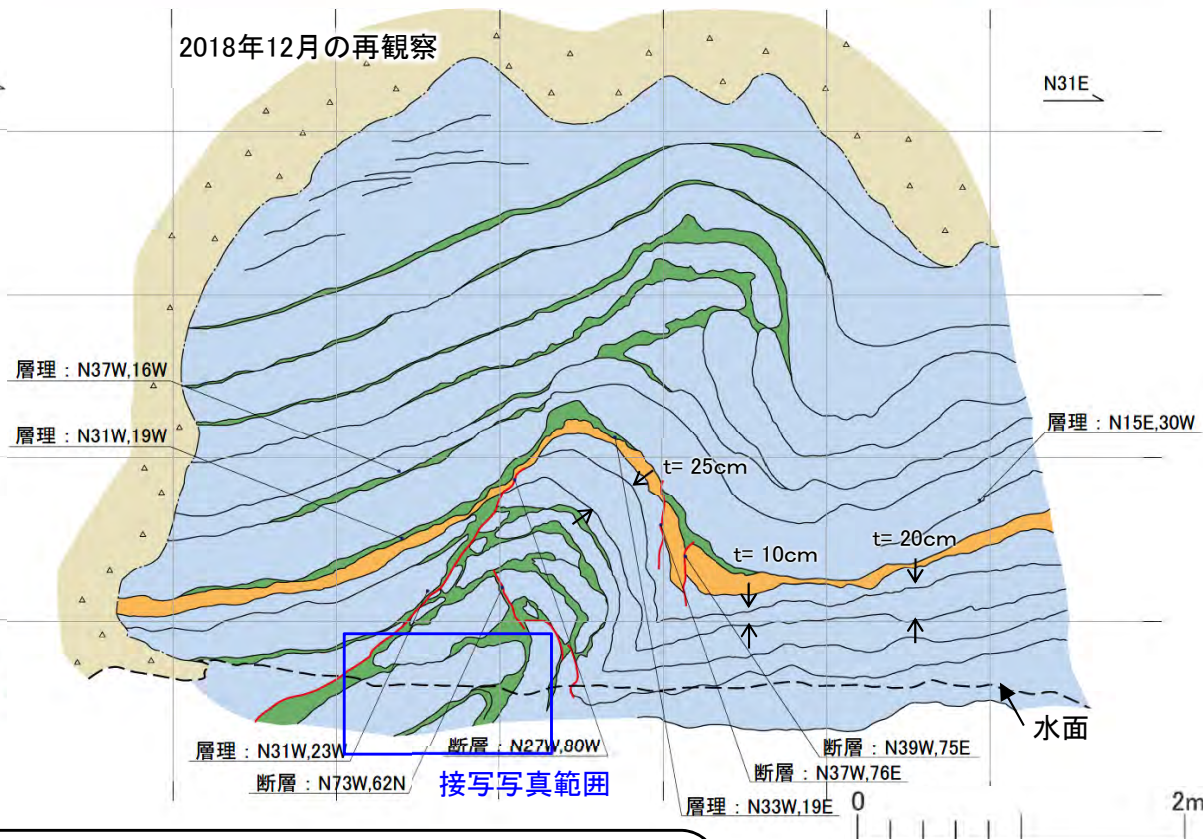 2018年12月の再観察
N31E
層理：N37W,16W
層理：N31W,19W
層理：N15E,30W
t= 25cm
t= 10cm
t= 20cm
水面
層理：N31W,23W
断層：N27W,80W
断層：N39W,75E
断層：N73W,62N
接写写真範囲
断層：N37W,76E
層理：N33W,19E
0
2m